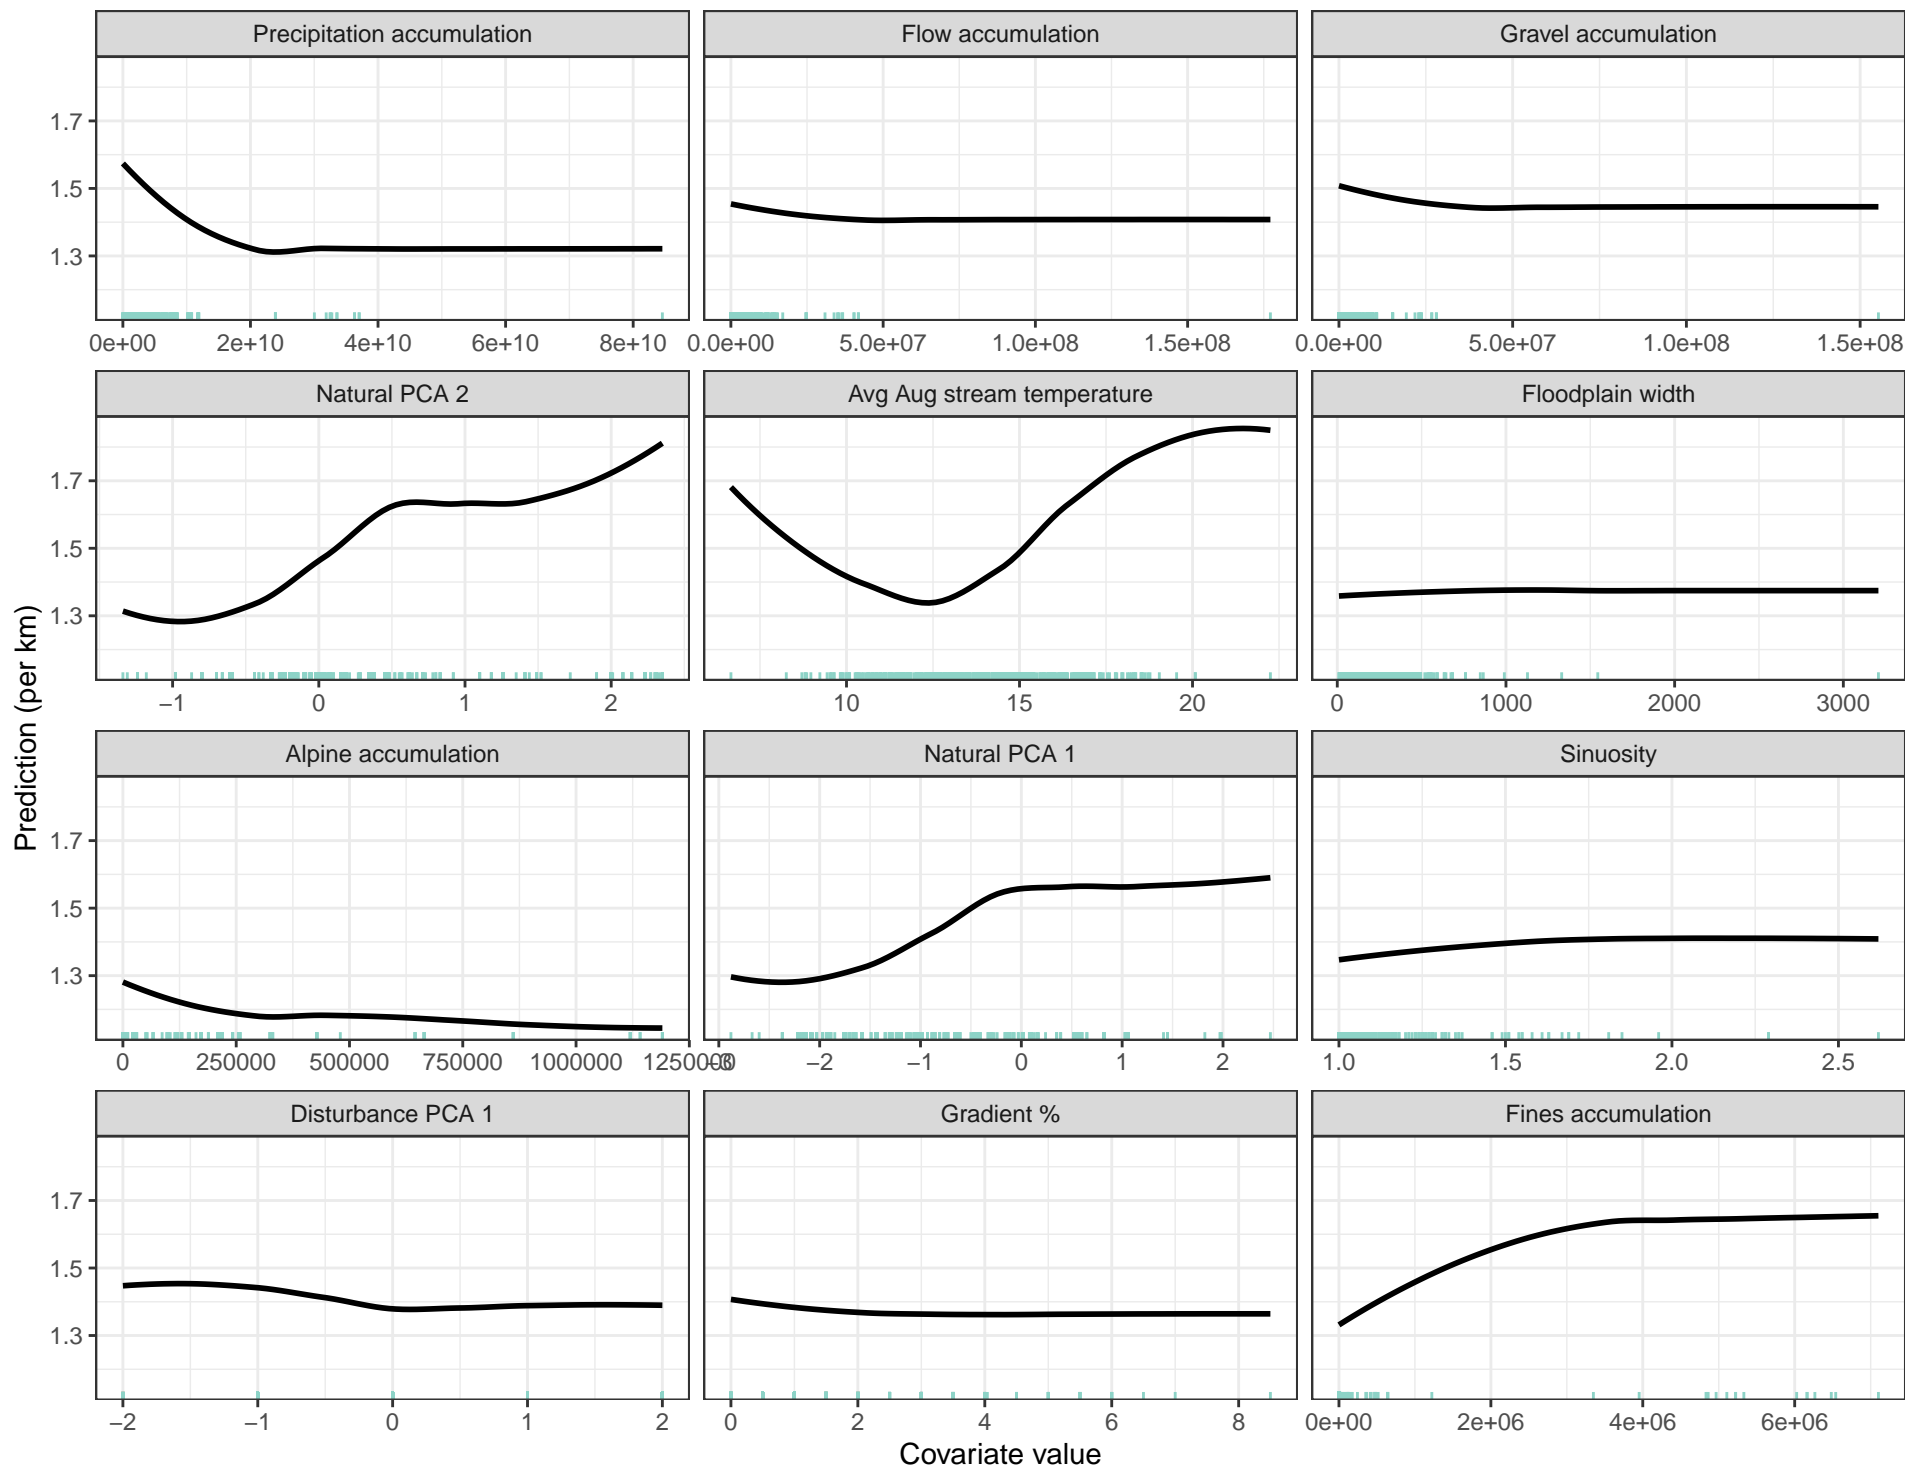 Precipitation accumulation
Flow accumulation
Gravel accumulation
1.7
1.5
1.3
0e+00 2e+10 4e+10 6e+10 8e+10
0.0e+00 5.0e+07 1.0e+08 1.5e+08
0.0e+00 5.0e+07 1.0e+08 1.5e+08
Natural PCA 2
Avg Aug stream temperature
Floodplain width
1.7
1.5
1.3
−1 0 1 2
10 15 20
0 1000 2000 3000
Prediction (per km)
Alpine accumulation
Natural PCA 1
Sinuosity
1.7
1.5
1.3
0 250000 500000 750000 1000000 1250000
−3 −2 −1 0 1 2
1.0 1.5 2.0 2.5
Disturbance PCA 1
Gradient %
Fines accumulation
1.7
1.5
1.3
−2 −1 0 1 2
0 2 4 6 8
0e+00 2e+06 4e+06 6e+06
Covariate value